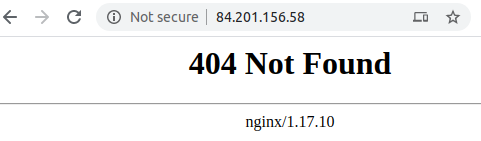 Not secure | 84.201.156.58
404 Not Found
nginx/1.17.10